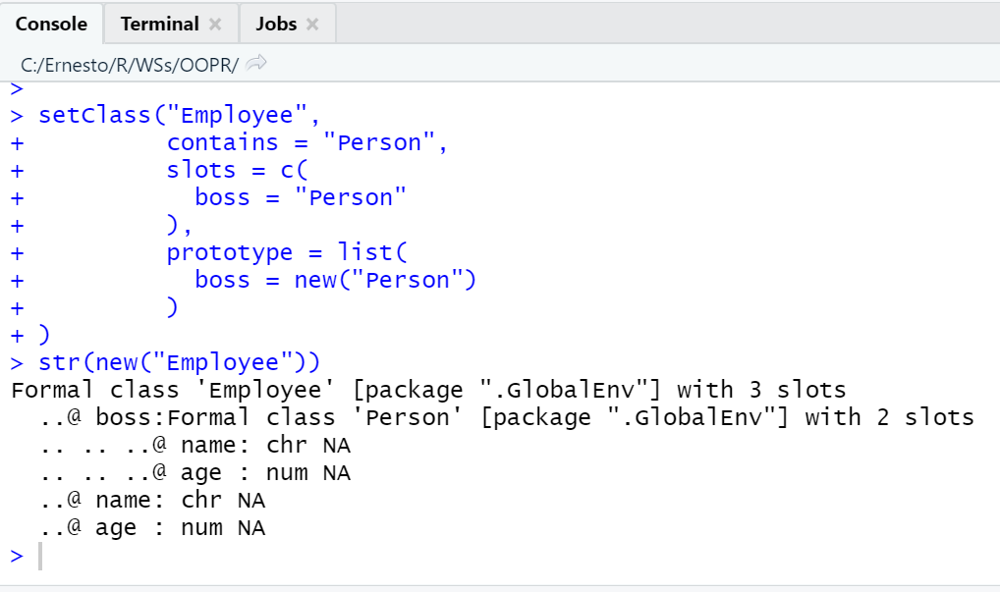 Console Terminal × Jobs ×
C:/Ernesto/R/WSs/OOPR/
>
> setClass("Employee",
+          contains = "Person",
+          slots = c(
+            boss = "Person"
+          ),
+          prototype = list(
+            boss = new("Person")
+          )
+ )
> str(new("Employee"))
Formal class 'Employee' [package ".GlobalEnv"] with 3 slots
  ..@ boss:Formal class 'Person' [package ".GlobalEnv"] with 2 slots
  .. .. ..@ name: chr NA
  .. .. ..@ age : num NA
  ..@ name: chr NA
  ..@ age : num NA
>